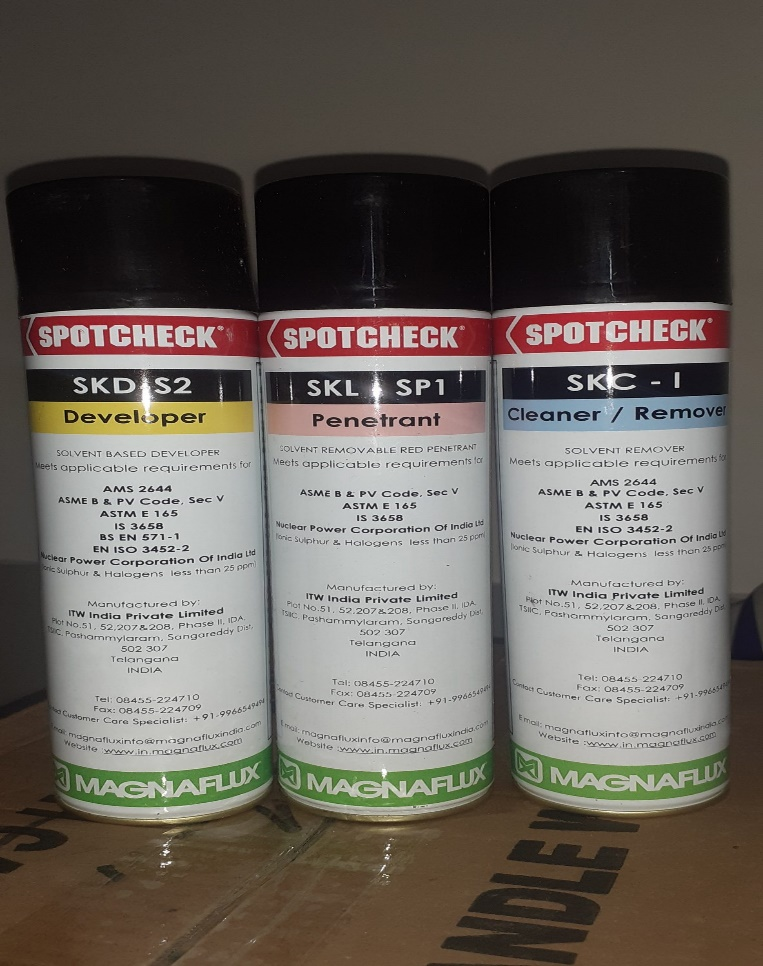 SPOTCHECK®
SKD-S2
Developer
SOLVENT BASED DEVELOPER
Meets applicable requirements for
AMS 2644
ASME B & PV Code, Sec V
ASTM E 165
IS 3658
BS EN 571-1
EN ISO 3452-2
Nuclear Power Corporation Of India Ltd
(Ionic Sulphur & Halogens less than 25 ppm)
Manufactured by:
ITW India Private Limited
Plot No.51, 52,207&208, Phase II, IDA,
TSIIC, Pashammylaram, Sangareddy Dist.
502 307
Telangana
INDIA
Tel: 08455-224710
Fax: 08455-224709
Contact Customer Care Specialist: +91-9966549494
Email: magnafluxinfo@magnafluxindia.com
Website :www.in.magnaflux.com
MAGNAFLUX
SPOTCHECK®
SKL - SP1
Penetrant
SOLVENT REMOVABLE RED PENETRANT
Meets applicable requirements for
ASME B & PV Code, Sec V
ASTM E 165
IS 3658
Nuclear Power Corporation Of India Ltd
(Ionic Sulphur & Halogens less than 25 ppm)
Manufactured by:
ITW India Private Limited
Plot No.51, 52,207&208, Phase II, IDA,
TSIIC, Pashammylaram, Sangareddy Dist.
502 307
Telangana
INDIA
Tel: 08455-224710
Fax: 08455-224709
Contact Customer Care Specialist: +91-9966549494
Email: magnafluxinfo@magnafluxindia.com
Website :www.in.magnaflux.com
MAGNAFLUX
SPOTCHECK®
SKC - I
Cleaner / Remover
SOLVENT REMOVER
Meets applicable requirements for
AMS 2644
ASME B & PV Code, Sec V
ASTM E 165
IS 3658
EN ISO 3452-2
Nuclear Power Corporation Of India Ltd
(Ionic Sulphur & Halogens less than 25 ppm)
Manufactured by:
ITW India Private Limited
Plot No.51, 52,207&208, Phase II, IDA,
TSIIC, Pashammylaram, Sangareddy Dist.
502 307
Telangana
INDIA
Tel: 08455-224710
Fax: 08455-224709
Contact Customer Care Specialist: +91-9966549494
Email: magnafluxinfo@magnafluxindia.com
Website :www.in.magnaflux.com
MAGNAFLUX
ANDLE W